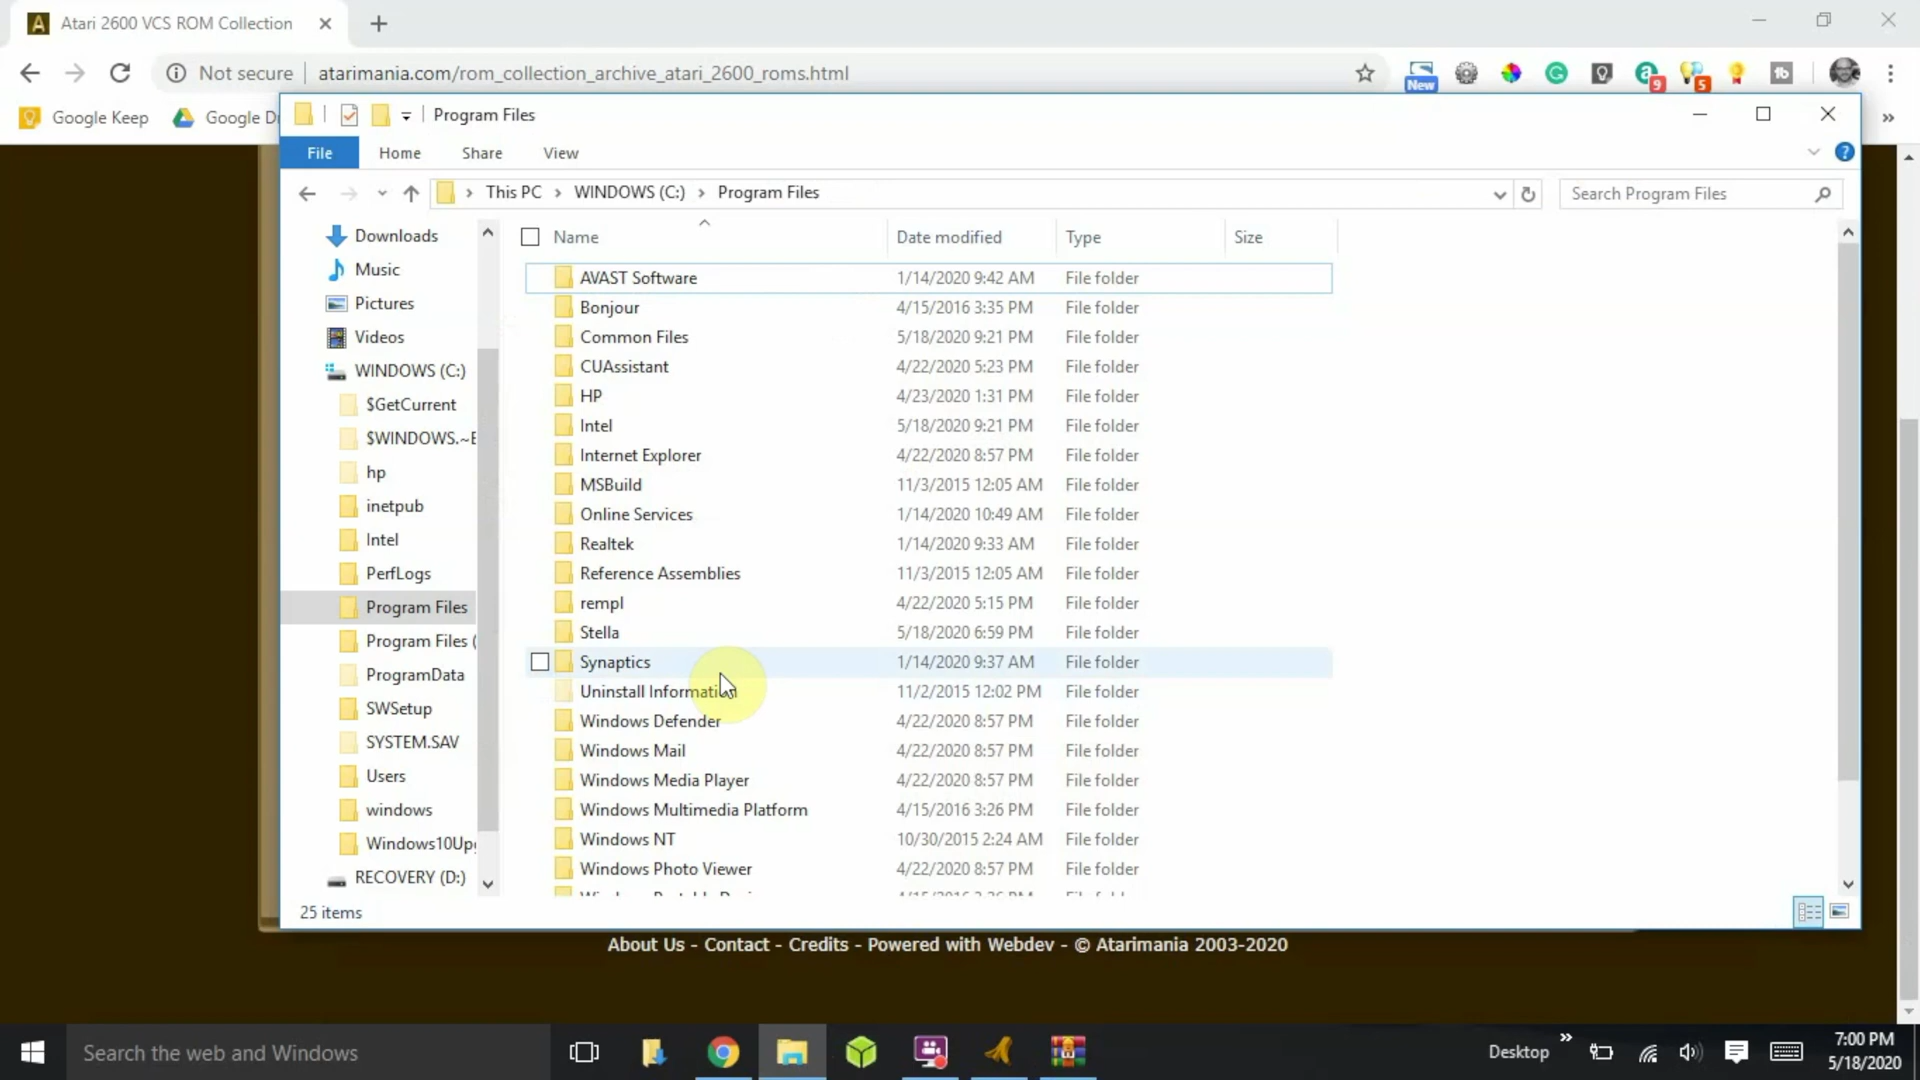 Atari 2600 VCS ROM Collection
Not secure atarimania.com/rom_collection_archive_atari_2600_roms.html
New 9 5
Google Keep Google D
Program Files
File Home Share View
This PC WINDOWS (C:) Program Files
Search Program Files
Name Date modified Type Size
Downloads
Music
Pictures
Videos
WINDOWS (C:)
$GetCurrent
$WINDOWS.~E
hp
inetpub
Intel
PerfLogs
Program Files
Program Files (
ProgramData
SWSetup
SYSTEM.SAV
Users
windows
Windows10Upg
RECOVERY (D:)
AVAST Software 1/14/2020 9:42 AM File folder
Bonjour 4/15/2016 3:35 PM File folder
Common Files 5/18/2020 9:21 PM File folder
CUAssistant 4/22/2020 5:23 PM File folder
HP 4/23/2020 1:31 PM File folder
Intel 5/18/2020 9:21 PM File folder
Internet Explorer 4/22/2020 8:57 PM File folder
MSBuild 11/3/2015 12:05 AM File folder
Online Services 1/14/2020 10:49 AM File folder
Realtek 1/14/2020 9:33 AM File folder
Reference Assemblies 11/3/2015 12:05 AM File folder
rempl 4/22/2020 5:15 PM File folder
Stella 5/18/2020 6:59 PM File folder
Synaptics 1/14/2020 9:37 AM File folder
Uninstall Information 11/2/2015 12:02 PM File folder
Windows Defender 4/22/2020 8:57 PM File folder
Windows Mail 4/22/2020 8:57 PM File folder
Windows Media Player 4/22/2020 8:57 PM File folder
Windows Multimedia Platform 4/15/2016 3:26 PM File folder
Windows NT 10/30/2015 2:24 AM File folder
Windows Photo Viewer 4/22/2020 8:57 PM File folder
25 items
About Us - Contact - Credits - Powered with Webdev - © Atarimania 2003-2020
Search the web and Windows
Desktop
7:00 PM
5/18/2020